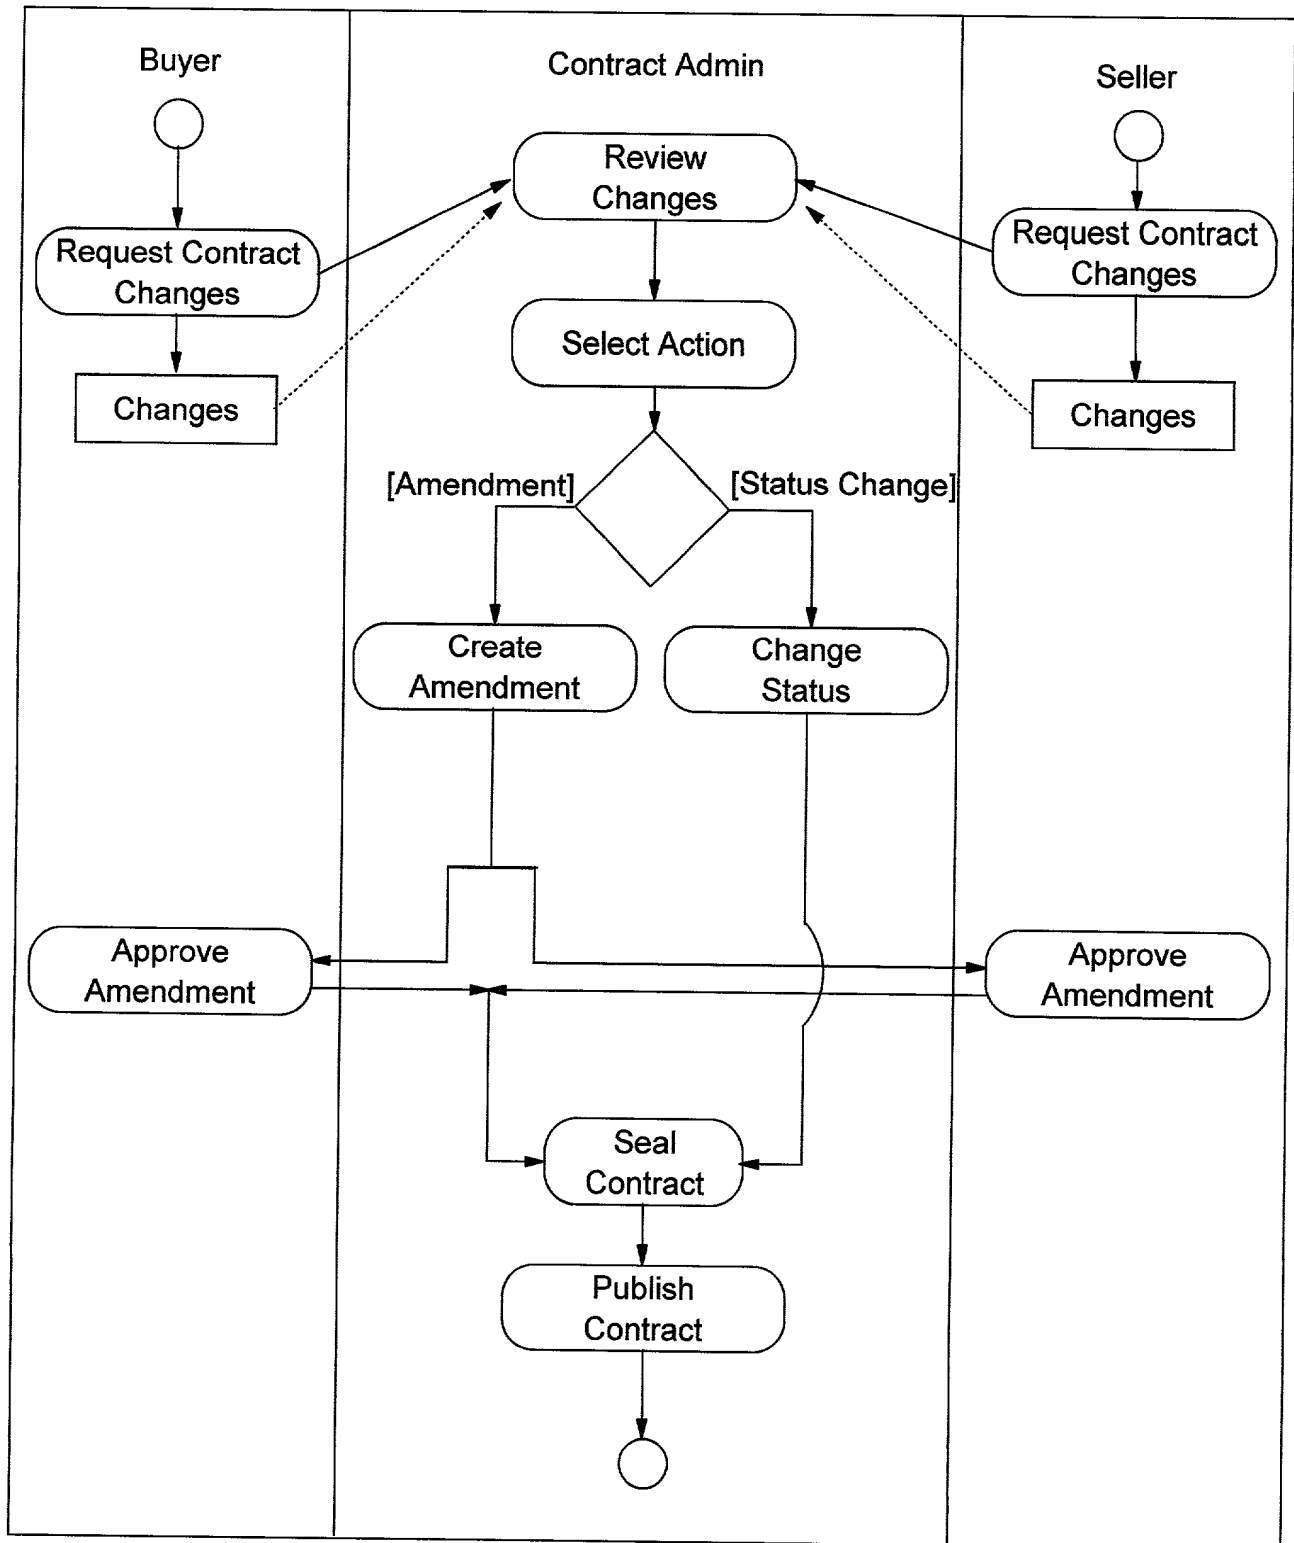 Buyer
Contract Admin
Seller
Review
Changes
Request Contract
Changes
Request Contract
Changes
Select Action
Changes
Changes
[Amendment]
[Status Change]
Create
Amendment
Change
Status
Approve
Amendment
Approve
Amendment
Seal
Contract
Publish
Contract